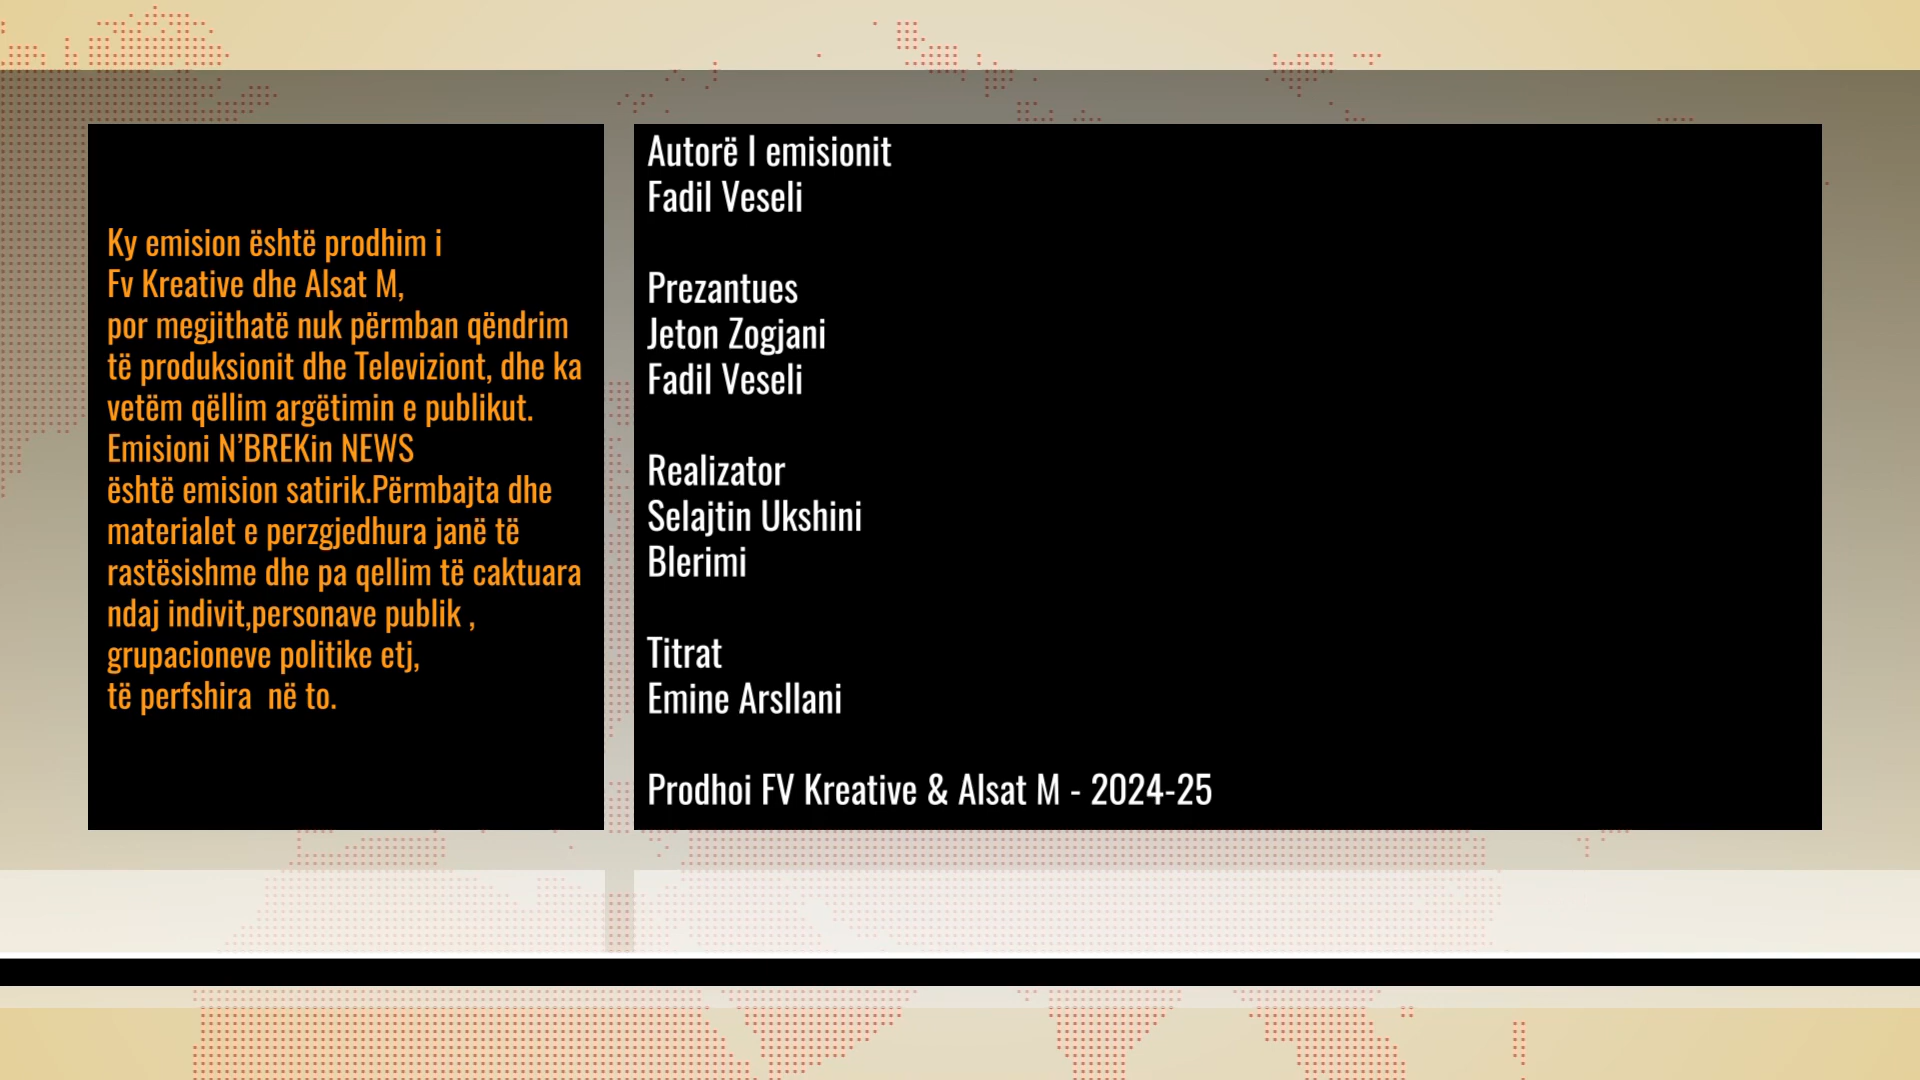 Ky emision është prodhim i
Fv Kreative dhe Alsat M,
por megjithatë nuk përmban qëndrim
të produksionit dhe Televiziont, dhe ka
vetëm qëllim argëtimin e publikut.
Emisioni N’BREKin NEWS
është emision satirik.Përmbajta dhe
materialet e perzgjedhura janë të
rastësishme dhe pa qellim të caktuara
ndaj indivit,personave publik ,
grupacioneve politike etj,
të perfshira  në to.
Autorë I emisionit
Fadil Veseli
Prezantues
Jeton Zogjani
Fadil Veseli
Realizator
Selajtin Ukshini
Blerimi
Titrat
Emine Arsllani
Prodhoi FV Kreative & Alsat M - 2024-25